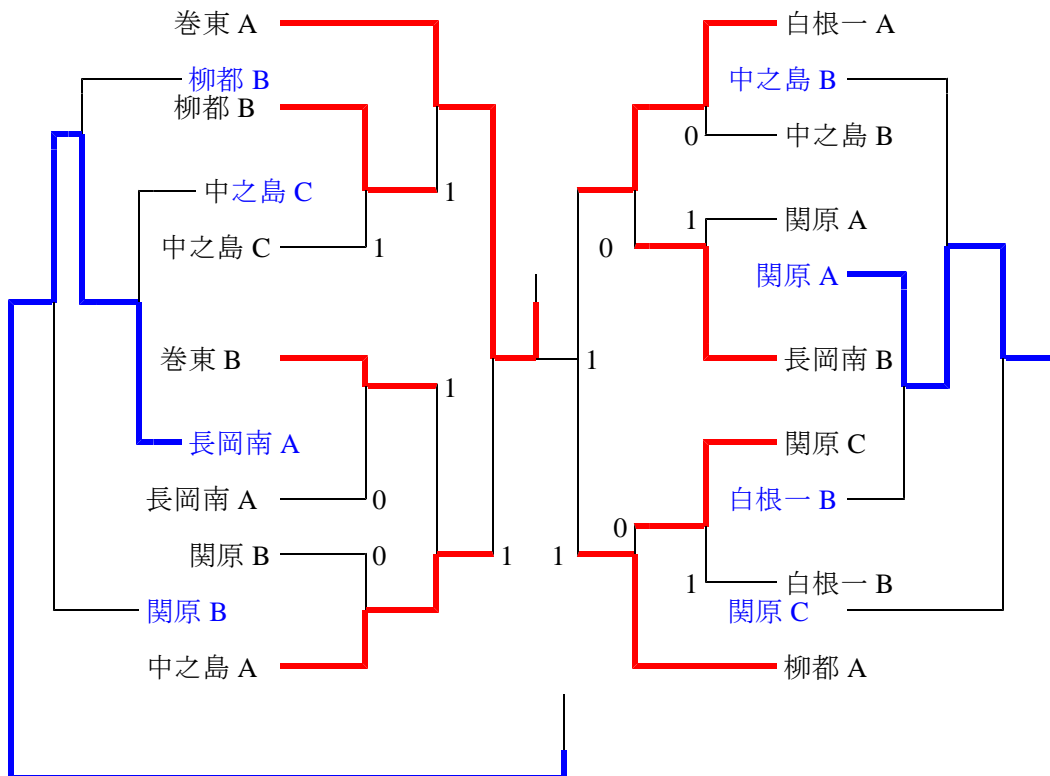 巻東 A
白根一 A
柳都 B
中之島 B
柳都 B
0
中之島 B
中之島 C
1
1
関原 A
中之島 C
1
0
関原 A
巻東 B
1
1
長岡南 B
長岡南 A
関原 C
長岡南 A
0
白根一 B
関原 B
0
1
1
0
1
白根一 B
関原 B
関原 C
中之島 A
柳都 A